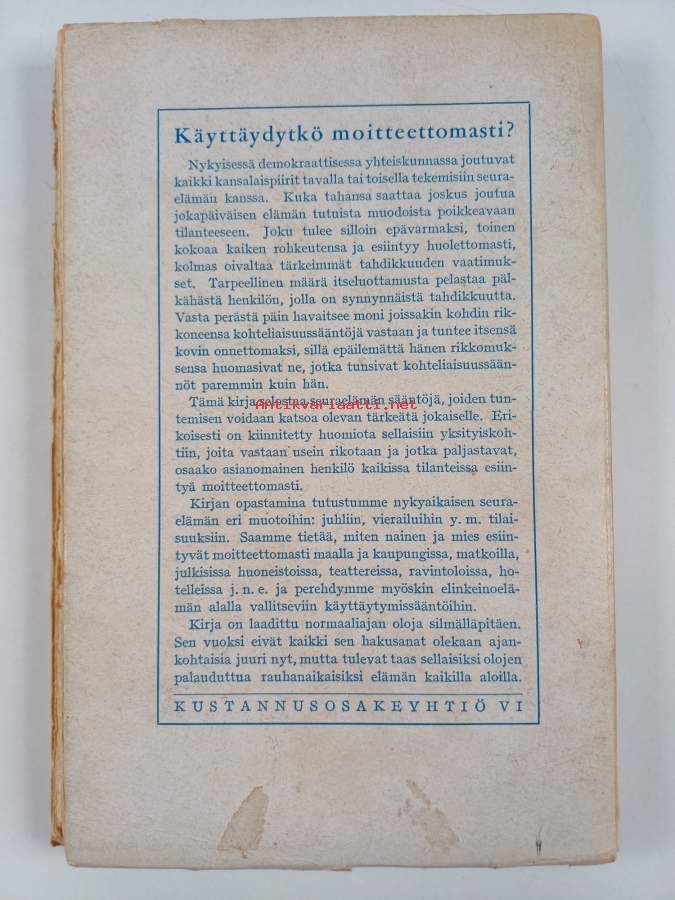 Käyttäydytkö moitteettomasti?
Nykyisessä demokraattisessa yhteiskunnassa joutuvat
kaikki kansalaispiirit tavalla tai toisella tekemisiin seura-
elämän kanssa. Kuka tahansa saattaa joskus joutua
jokapäiväisen elämän tutuista muodoista poikkeavaan
tilanteeseen. Joku tulee silloin epävarmaksi, toinen
kokoaa kaiken rohkeutensa ja esiintyy huolettomasti,
kolmas oivaltaa tärkeimmät tahdikkuuden vaatimuk-
set. Tarpeellinen määrä itseluottamusta pelastaa päl-
kähästä henkilön, jolla on synnynnäistä tahdikkuutta.
Vasta perästä päin havaitsee moni joissakin kohdin rik-
koneensa kohteliaisuussääntöjä vastaan ja tuntee itsensä
kovin onnettomaksi, sillä epäilemättä hänen rikkomuk-
sensa huomasivat ne, jotka tunsivat kohteliaisuussään-
nöt paremmin kuin hän.
Tämä kirja selostaa seuraelämän sääntöjä, joiden tun-
Antikvariaatti.net
temisen voidaan katsoa olevan tärkeätä jokaiselle. Eri-
koisesti on kiinnitetty huomiota sellaisiin yksityiskoh-
tiin, joita vastaan usein rikotaan ja jotka paljastavat,
osaako asianomainen henkilö kaikissa tilanteissa esiin-
tyä moitteettomasti.
Kirjan opastamina tutustumme nykyaikaisen seura-
elämän eri muotoihin: juhliin, vierailuihin y. m. tilai-
suuksiin. Saamme tietää, miten nainen ja mies esiin-
tyvät moitteettomasti maalla ja kaupungissa, matkoilla,
julkisissa huoneistoissa, teattereissa, ravintoloissa, ho-
telleissa j. n. e. ja perehdymme myöskin elinkeinoelä-
män alalla vallitseviin käyttäytymissääntöihin.
Kirja on laadittu normaaliajan oloja silmälläpitäen.
Sen vuoksi eivät kaikki sen hakusanat olekaan ajan-
kohtaisia juuri nyt, mutta tulevat taas sellaisiksi olojen
palauduttua rauhanaikaisiksi elämän kaikilla aloilla.
KUSTANNUSOSAKEYHTIÖ VI